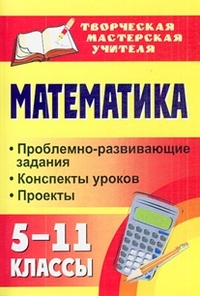 ТВОРЧЕСКАЯ
МАСТЕРСКАЯ
УЧИТЕЛЯ
МАТЕМАТИКА
• Проблемно-развивающие
задания
• Конспекты уроков
• Проекты
5–11
КЛАССЫ